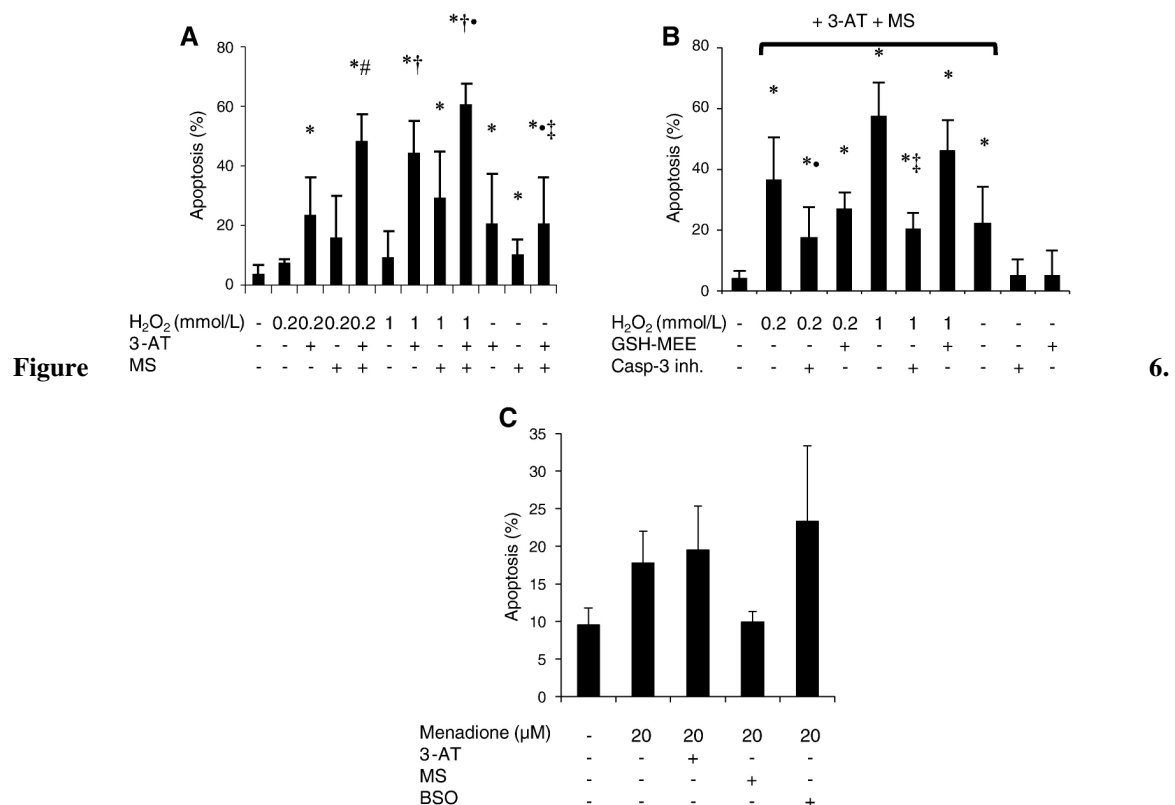 A
80
60
40
20
0
Apoptosis (%)
*
*#
*†
*
*†•
*
*
*•‡
H₂O₂ (mmol/L) - 0.2 0.2 0.2 0.2 1 1 1 1 - - -
3-AT - - + - + - + - + + - +
MS - - - + + - - + + - + +
B
+ 3-AT + MS
80
60
40
20
0
Apoptosis (%)
*
*•
*
*
*‡
*
*
H₂O₂ (mmol/L) - 0.2 0.2 0.2 1 1 1 - - -
GSH-MEE - - - + - - + - - +
Casp-3 inh. - - + - - + - - + -
Figure 6.
C
35
30
25
20
15
10
5
0
Apoptosis (%)
Menadione (µM) - 20 20 20 20
3-AT - - + - -
MS - - - + -
BSO - - - - +